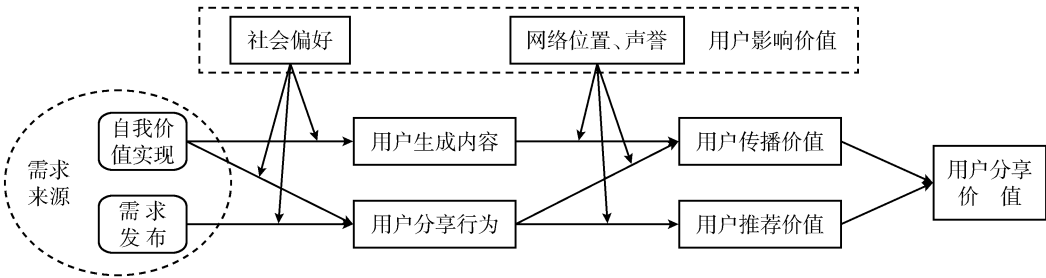 社会偏好
网络位置、声誉
用户影响价值
需求
来源
自我价
值实现
用户生成内容
用户传播价值
需 求
发 布
用户分享行为
用户推荐价值
用户分享
价 值